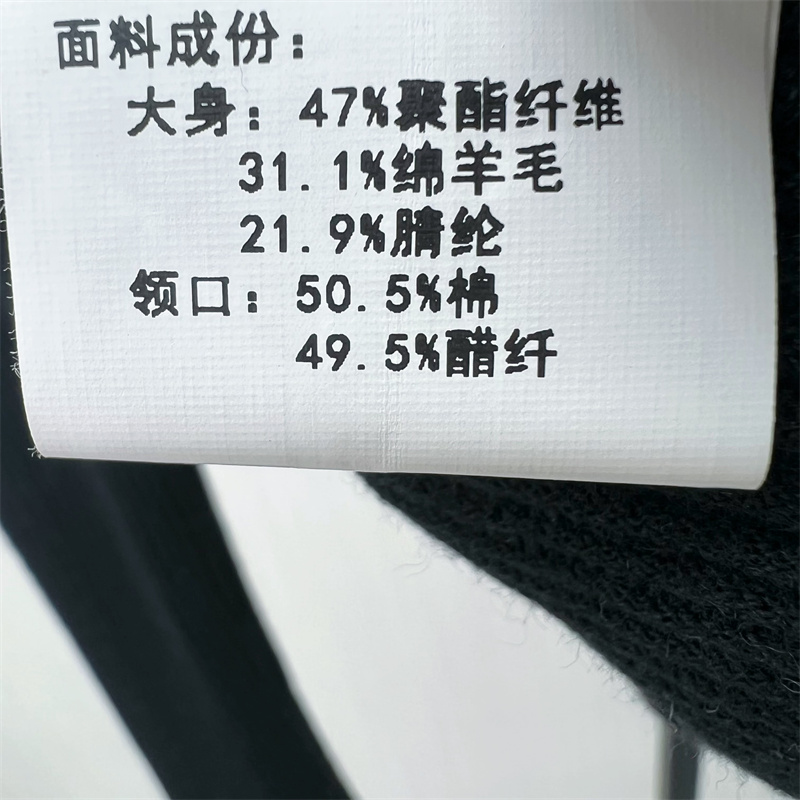 面料成份：
大身：47%聚酯纤维
31.1%绵羊毛
21.9%腈纶
领口：50.5%棉
49.5%醋纤